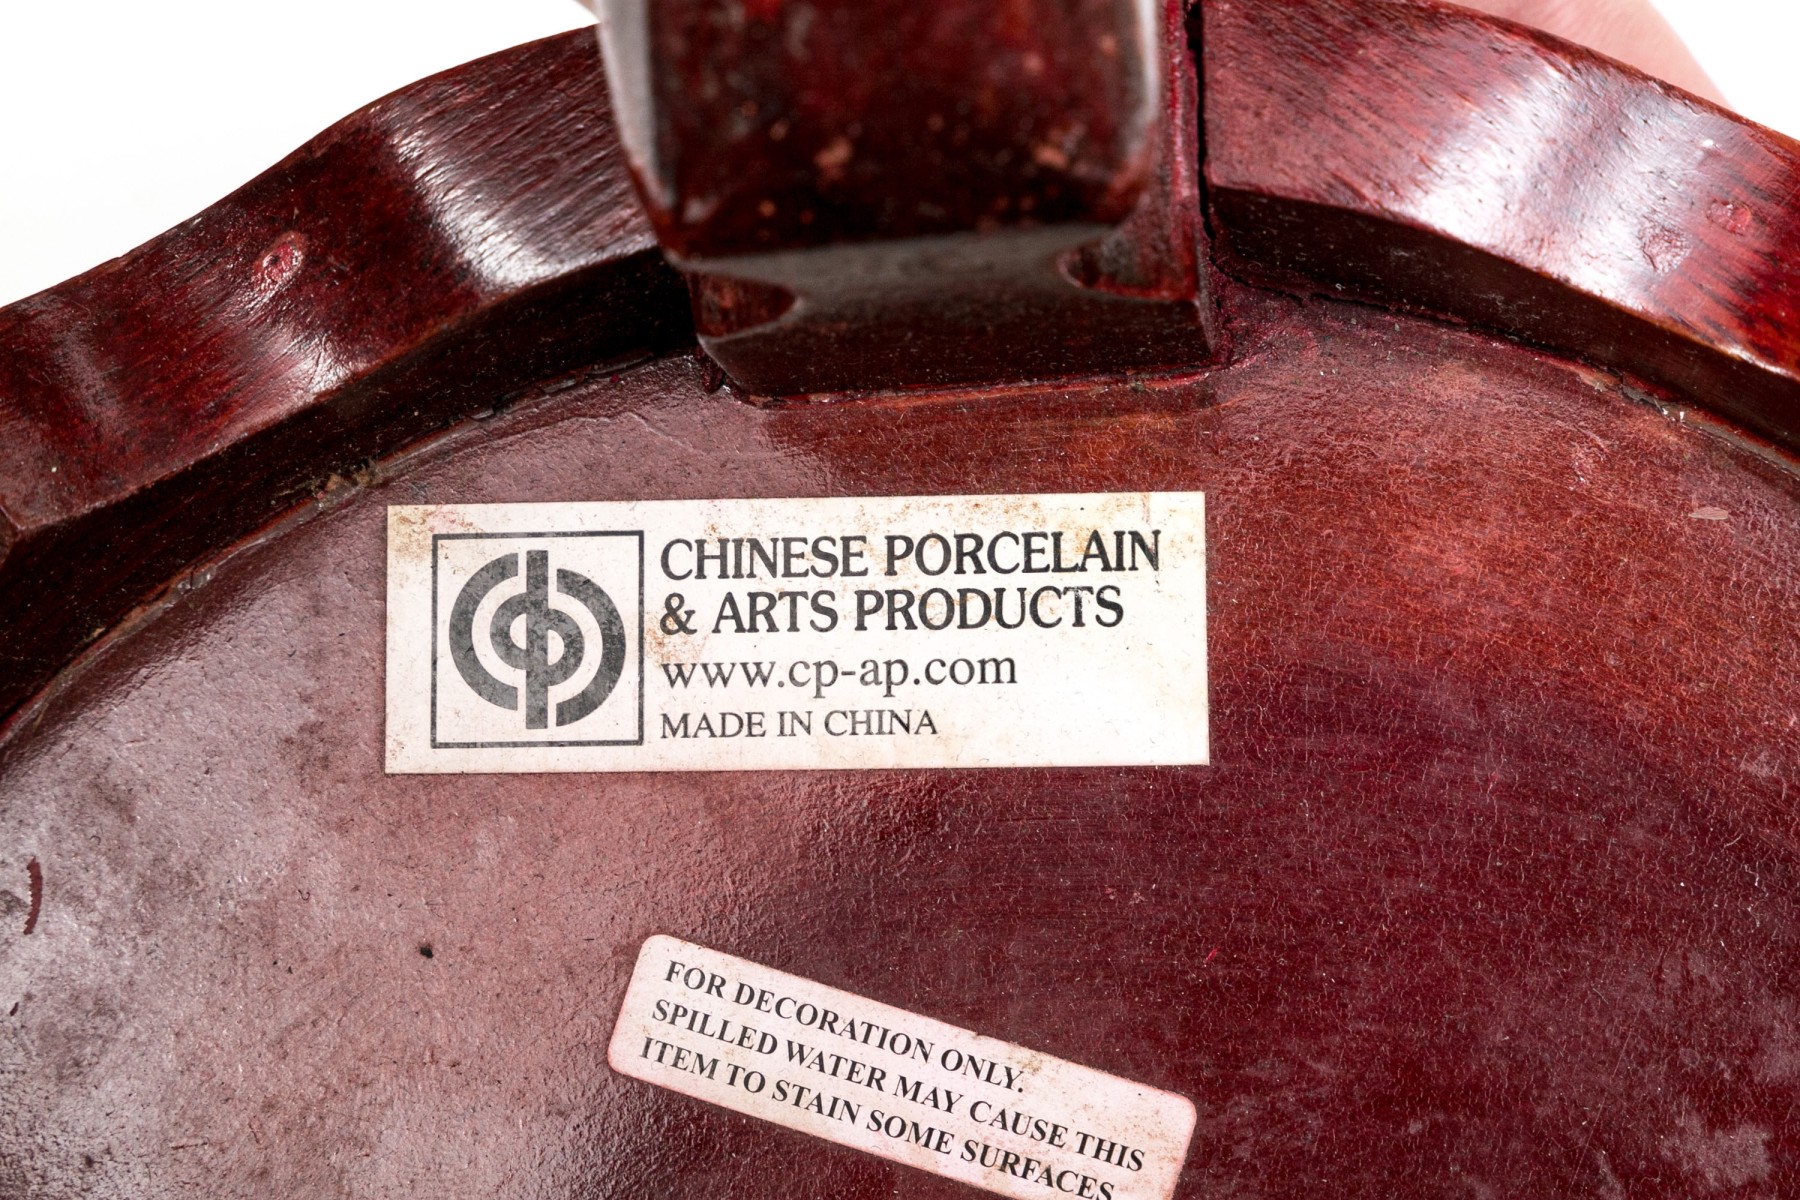 CHINESE PORCELAIN
& ARTS PRODUCTS
www.cp-ap.com
MADE IN CHINA
FOR DECORATION ONLY.
SPILLED WATER MAY CAUSE THIS
ITEM TO STAIN SOME SURFACES